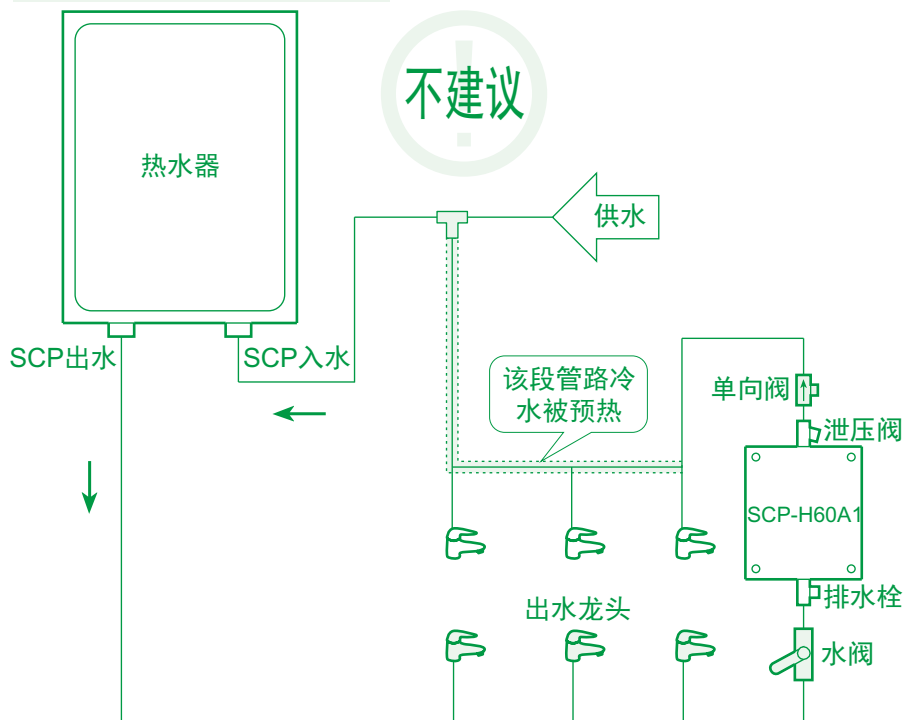 不建议
热水器
供水
SCP出水
SCP入水
该段管路冷
水被预热
单向阀
泄压阀
SCP-H60A1
排水栓
出水龙头
水阀